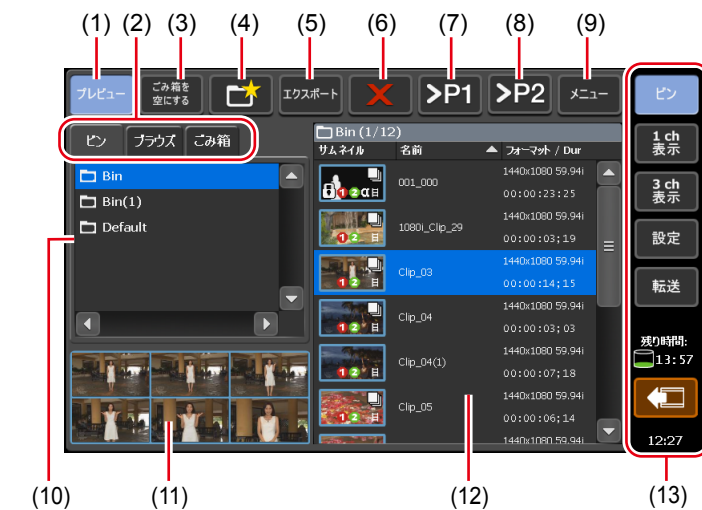 (1) (2) (3) (4) (5) (6) (7) (8) (9)
プレビュー
ごみ箱を
空にする
エクスポート
>P1
>P2
メニュー
ビン
ビン
ブラウズ
ごみ箱
Bin
Bin(1)
Default
Bin (1/12)
サムネイル 名前 フォーマット / Dur
001_000
1440x1080 59.94i
00:00:23:25
1080i_Clip_29
1440x1080 59.94i
00:00:03;19
Clip_03
1440x1080 59.94i
00:00:14;15
Clip_04
1440x1080 59.94i
00:00:03;03
Clip_04(1)
1440x1080 59.94i
00:00:07;18
Clip_05
1440x1080 59.94i
00:00:06;14
1440x1080 59.94i
1 ch
表示
3 ch
表示
設定
転送
残り時間:
13:57
12:27
(10) (11) (12) (13)